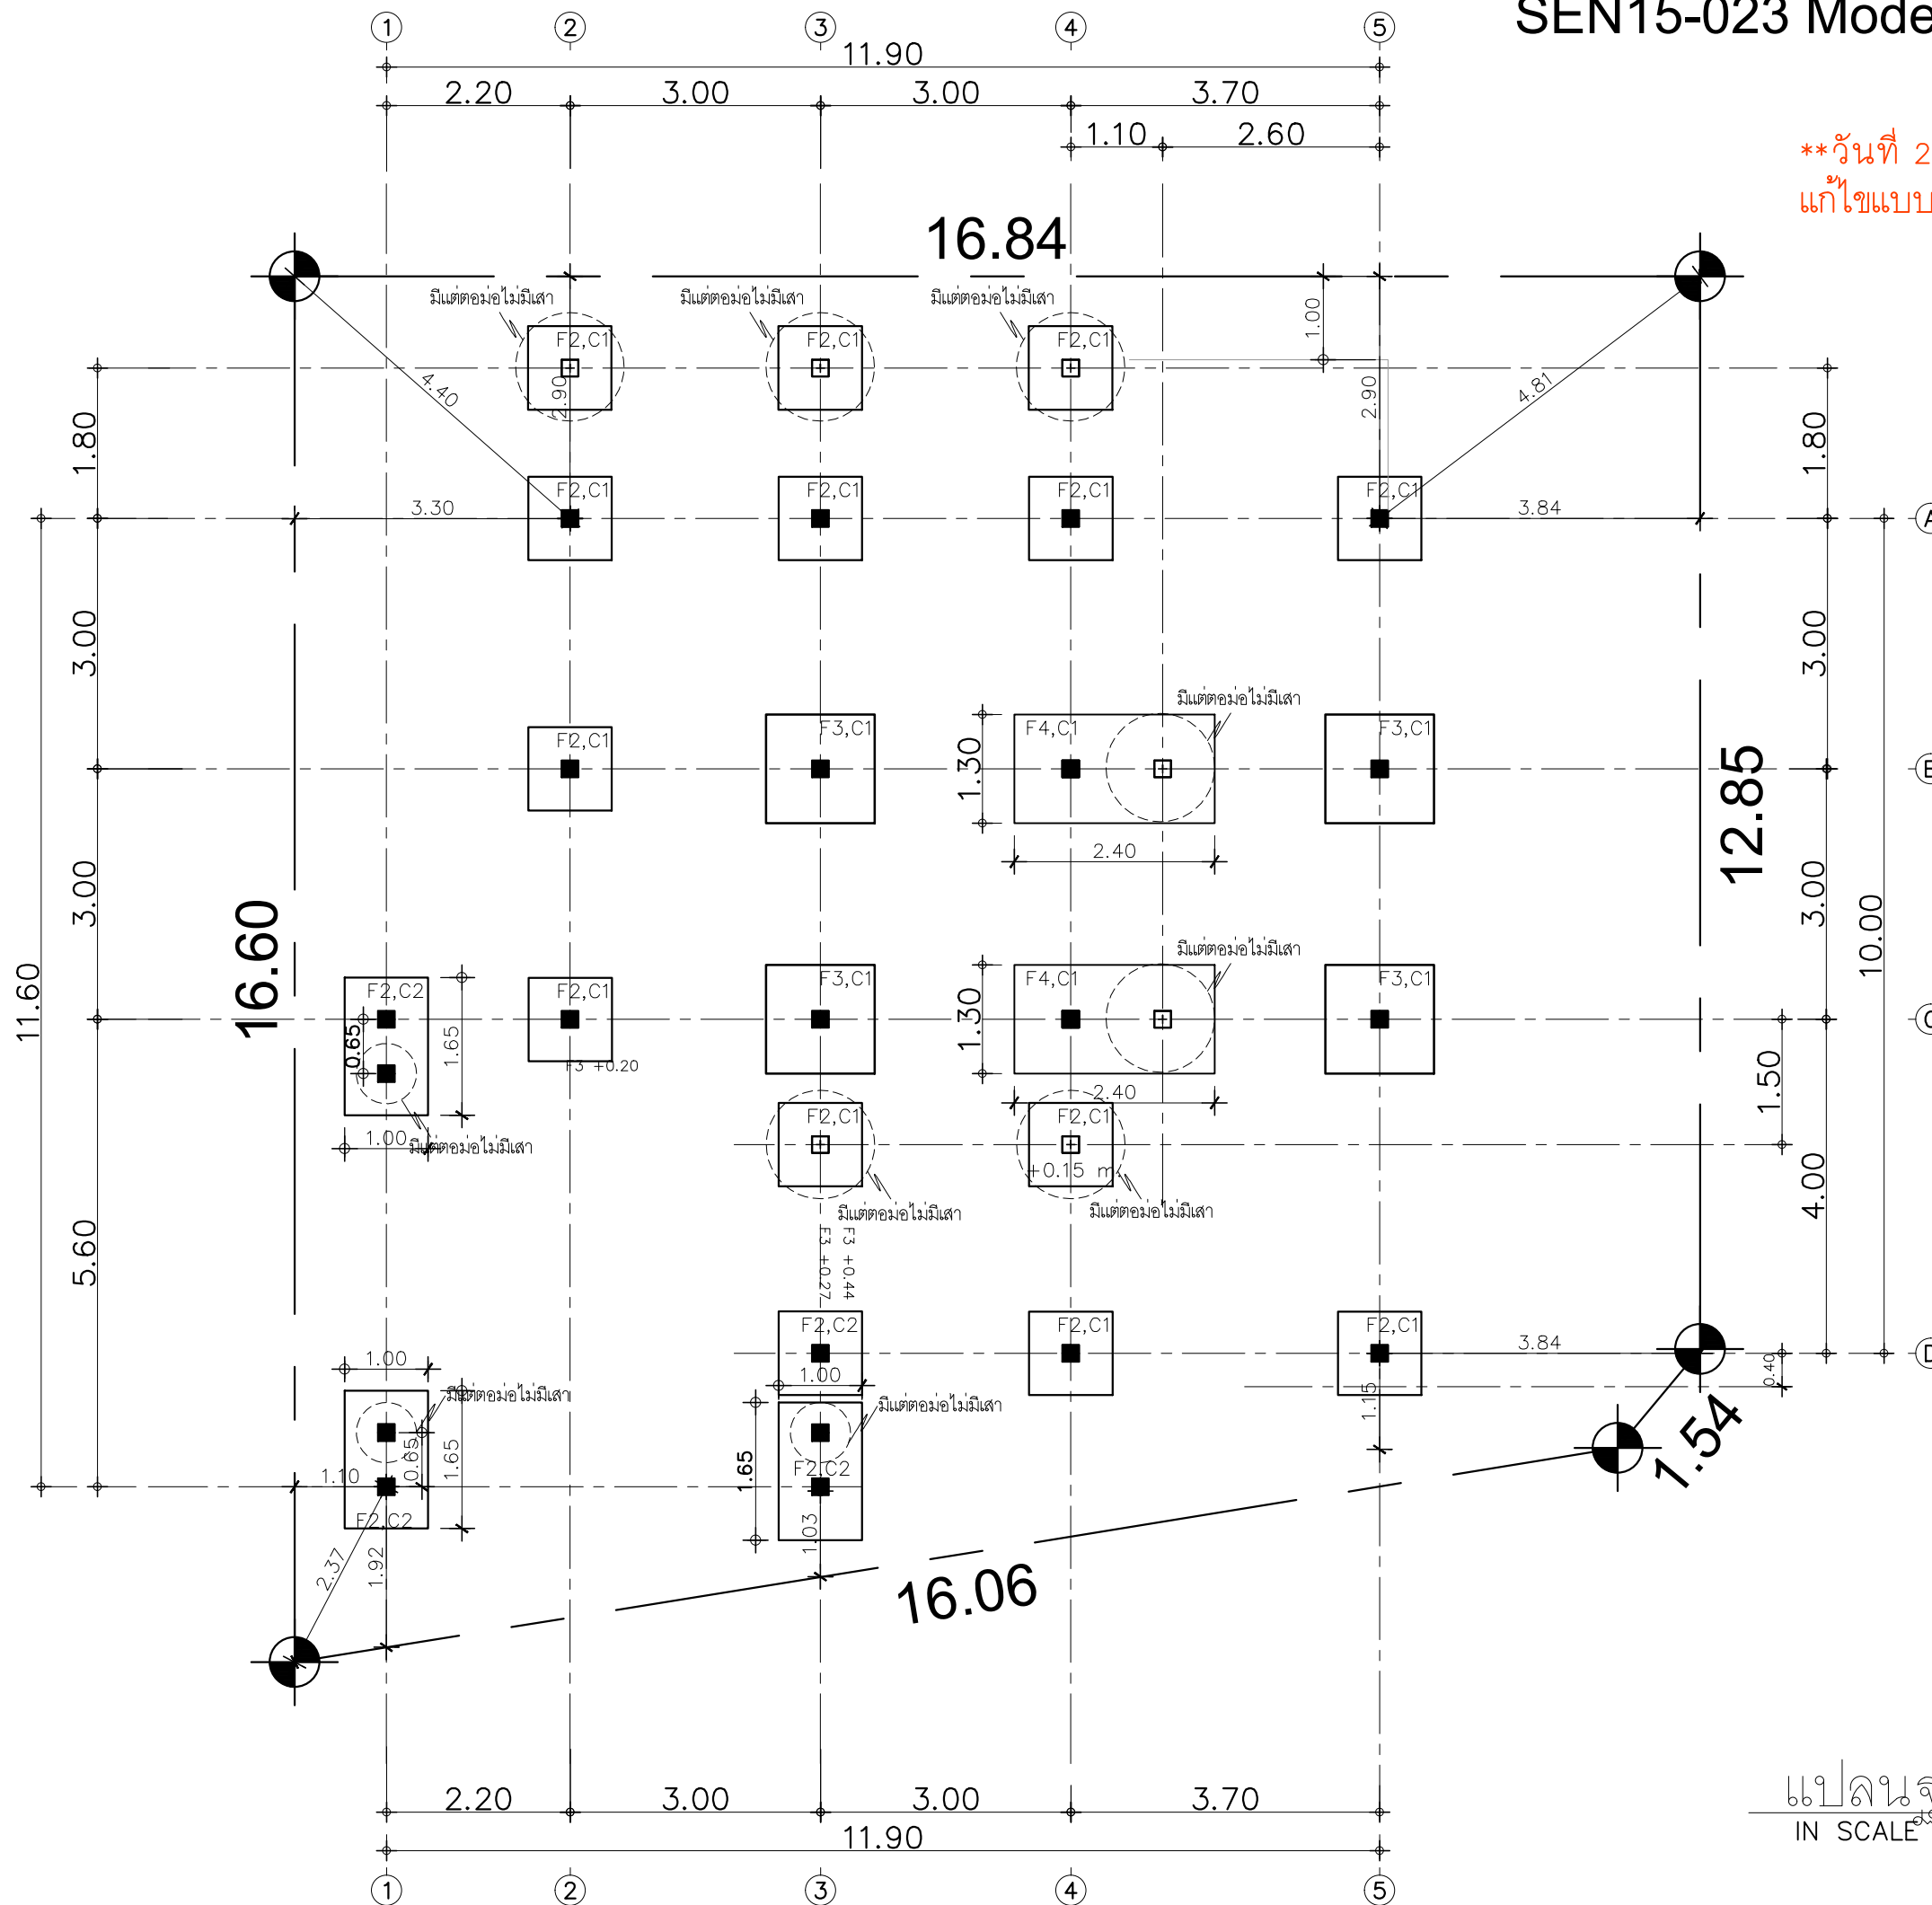 SEN15-023 Mode
1 2 3 4 5
11.90
2.20 3.00 3.00 3.70
1.10 2.60
**วันที่ 2
แก้ไขแบบ
16.84
มีแต่ตอม่อไม่มีเสา มีแต่ตอม่อไม่มีเสา มีแต่ตอม่อไม่มีเสา
1.00
F2,C1 F2,C1 F2,C1
4.40 2.90 2.90 4.81
1.80 1.80
F2,C1 F2,C1 F2,C1 F2,C1
3.30 3.84
A
3.00 3.00
มีแต่ตอม่อไม่มีเสา
F2,C1 F3,C1 F4,C1 F3,C1
1.30
2.40
12.85
16.60
3.00 3.00
10.00
11.60
มีแต่ตอม่อไม่มีเสา
F2,C2 F2,C1 F3,C1 F4,C1 F3,C1
0.65 1.65 1.30
F3 +0.20
2.40
1.50
1.00
มีแต่ตอม่อไม่มีเสา
F2,C1 F2,C1
+0.15 m.
มีแต่ตอม่อไม่มีเสา มีแต่ตอม่อไม่มีเสา
5.60 4.00
F3 +0.27
F3 +0.44
F2,C2 F2,C1 F2,C1
3.84
D
1.00 1.00
0.40
1.15
มีแต่ตอม่อไม่มีเสา มีแต่ตอม่อไม่มีเสา
1.54
0.65 1.65 1.65
1.10
F2,C2
F2,C2
2.37 1.92 1.03
16.06
2.20 3.00 3.00 3.70
11.90
IN SCALE
1 2 3 4 5